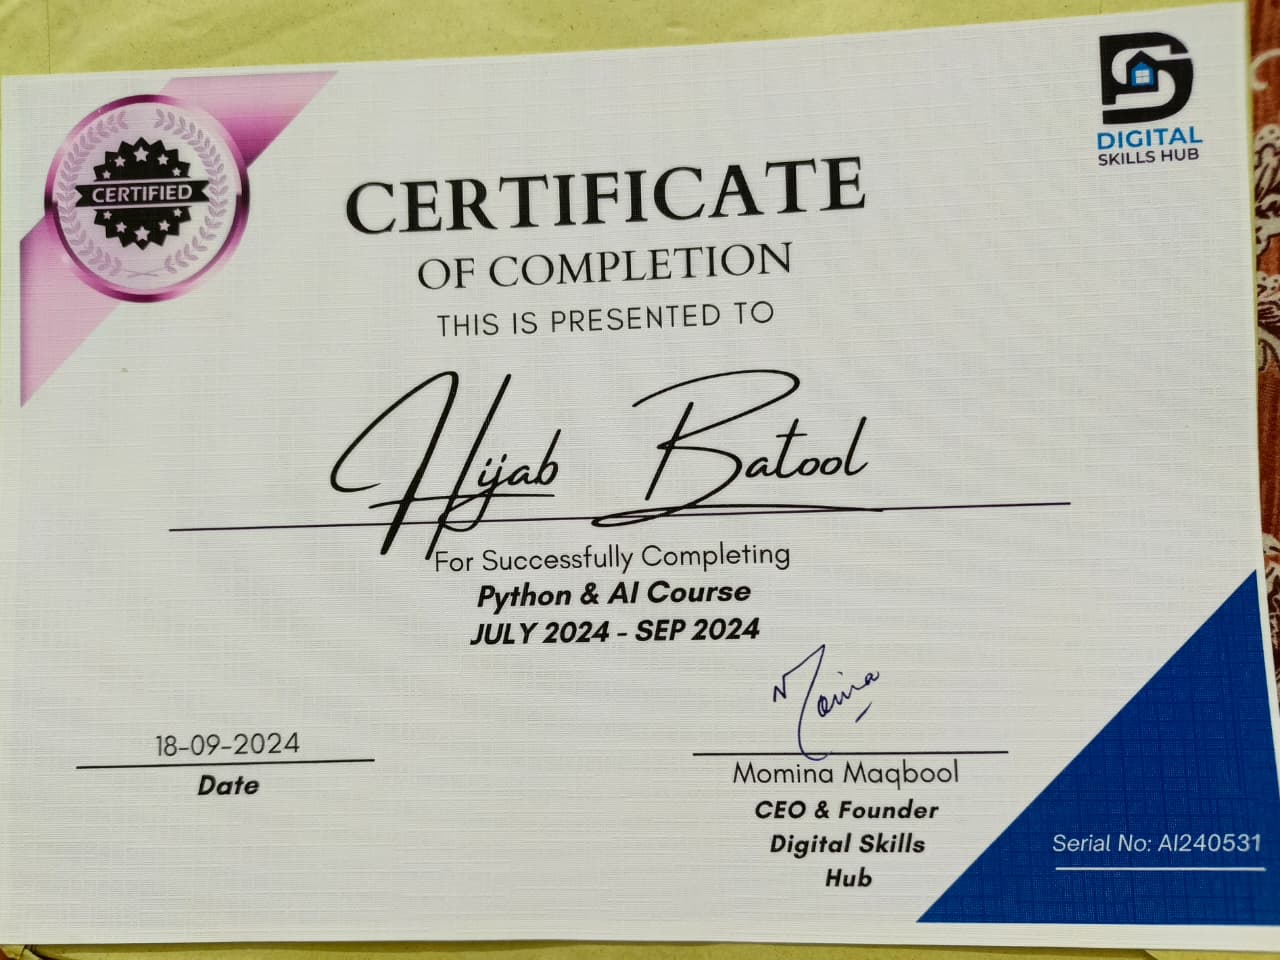 CERTIFIED
DIGITAL
SKILLS HUB
CERTIFICATE
OF COMPLETION
THIS IS PRESENTED TO
Hijab Batool
For Successfully Completing
Python & AI Course
JULY 2024 - SEP 2024
Momina
18-09-2024
Date
Momina Maqbool
CEO & Founder
Digital Skills
Hub
Serial No: AI240531